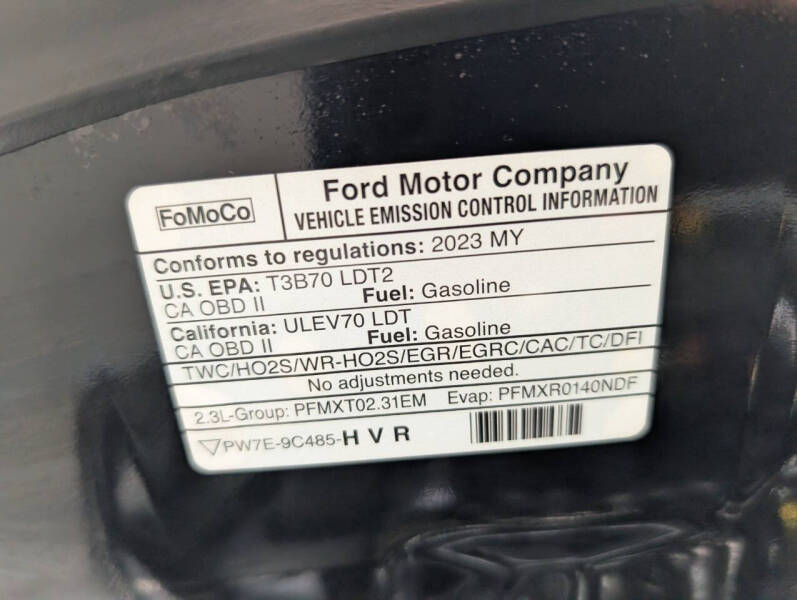 FoMoCo
Ford Motor Company
VEHICLE EMISSION CONTROL INFORMATION
Conforms to regulations: 2023 MY
U.S. EPA: T3B70 LDT2
CA OBD II Fuel: Gasoline
California: ULEV70 LDT
CA OBD II Fuel: Gasoline
TWC/HO2S/WR-HO2S/EGR/EGRC/CAC/TC/DFI
No adjustments needed.
2.3L-Group: PFMXT02.31EM Evap: PFMXR0140NDF
PW7E-9C485-H V R